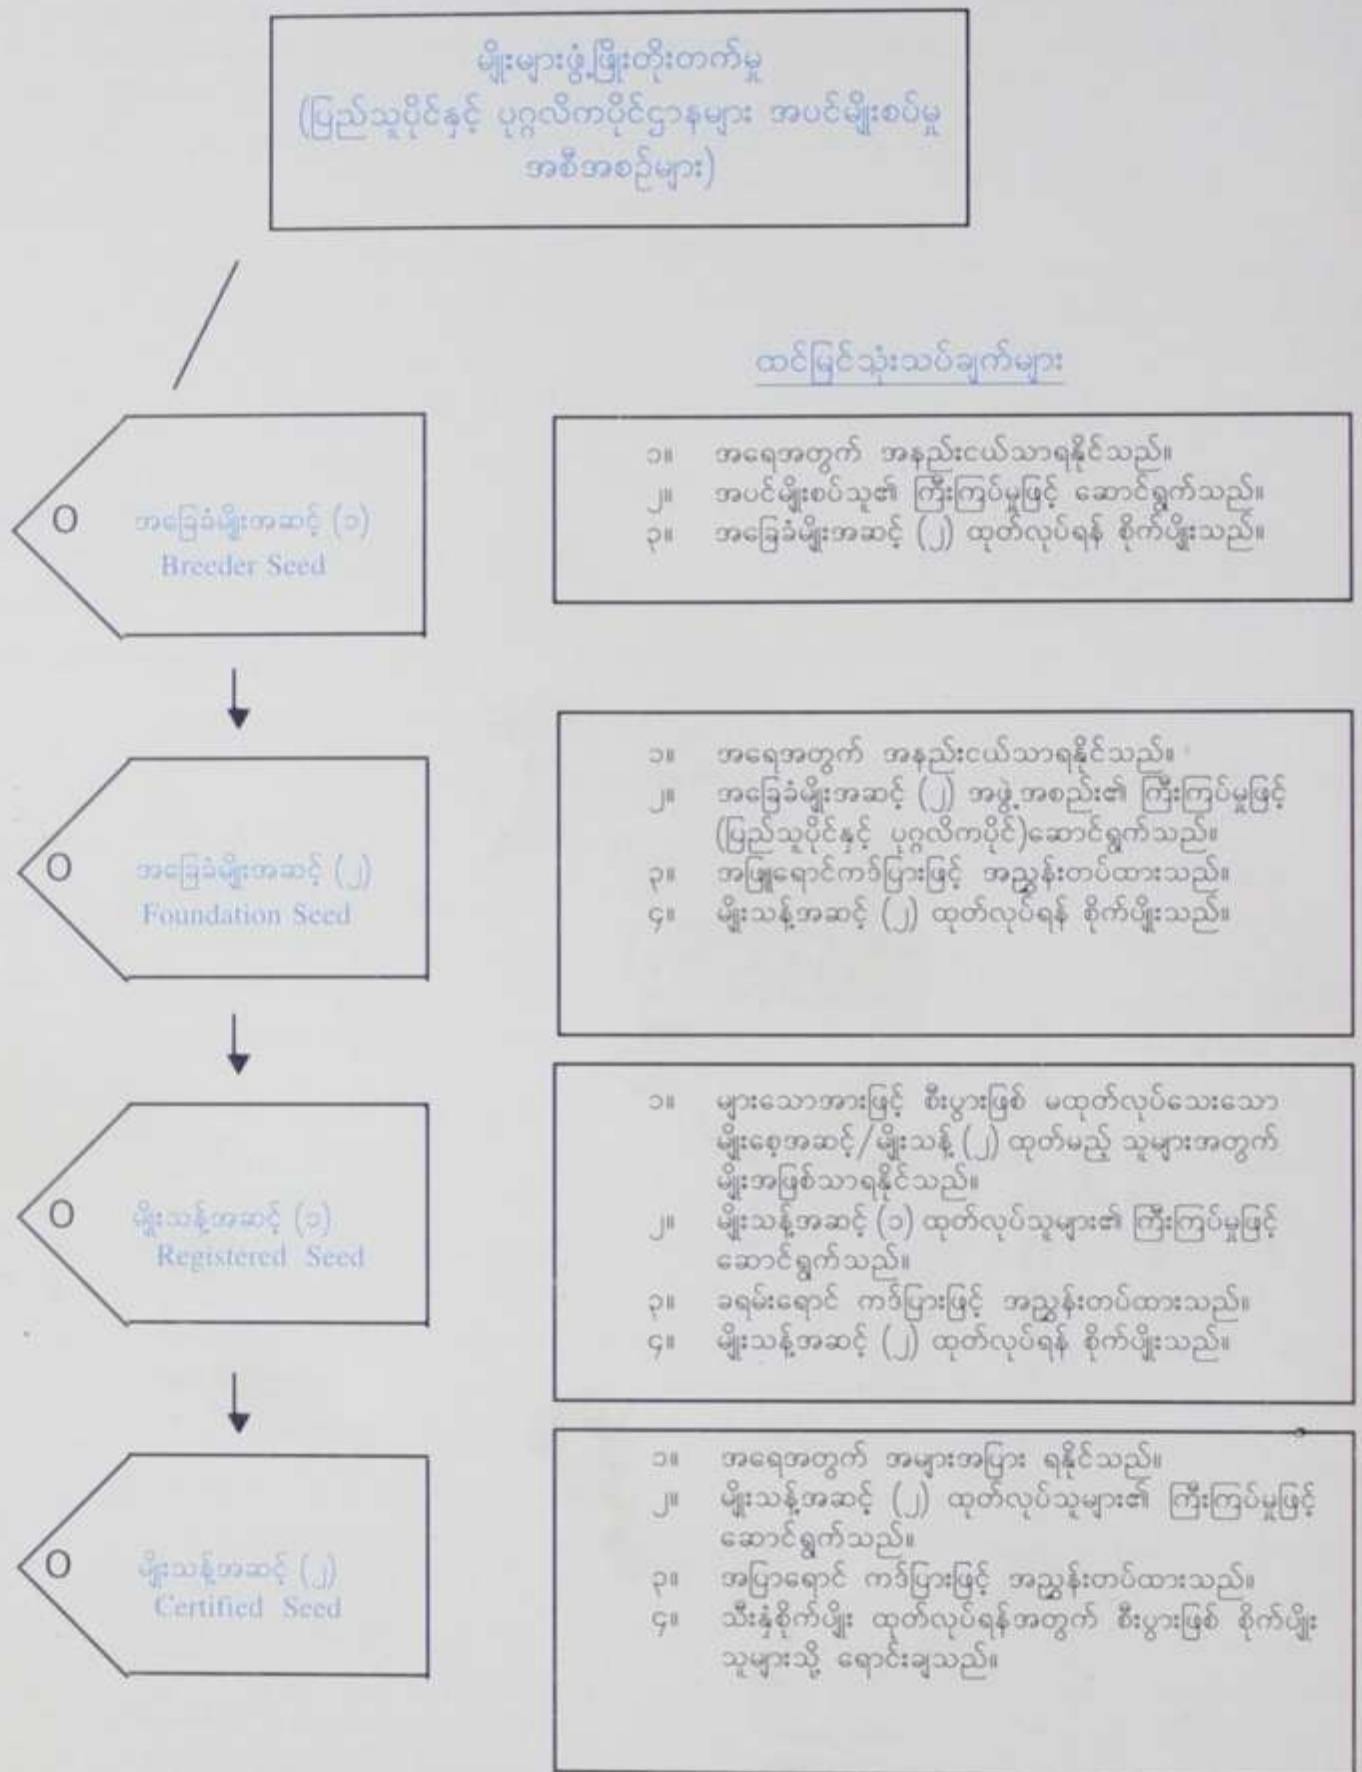 မျိုးများဖွံ့ဖြိုးတိုးတက်မှု
(ပြည်သူပိုင်နှင့် ပုဂ္ဂလိကပိုင်ဌာနများ အပင်မျိုးစပ်မှု
အစီအစဉ်များ)
ထင်မြင်သုံးသပ်ချက်များ
O အခြေခံမျိုးအဆင့် (၁)
Breeder Seed
၁။ အရေအတွက် အနည်းငယ်သာရနိုင်သည်။
၂။ အပင်မျိုးစပ်သူ၏ ကြီးကြပ်မှုဖြင့် ဆောင်ရွက်သည်။
၃။ အခြေခံမျိုးအဆင့် (၂) ထုတ်လုပ်ရန် စိုက်ပျိုးသည်။
O အခြေခံမျိုးအဆင့် (၂)
Foundation Seed
၁။ အရေအတွက် အနည်းငယ်သာရနိုင်သည်။
၂။ အခြေခံမျိုးအဆင့် (၂) အဖွဲ့အစည်း၏ ကြီးကြပ်မှုဖြင့်
(ပြည်သူပိုင်နှင့် ပုဂ္ဂလိကပိုင်)ဆောင်ရွက်သည်။
၃။ အဖြူရောင်ကဒ်ပြားဖြင့် အညွှန်းတပ်ထားသည်။
၄။ မျိုးသန့်အဆင့် (၂) ထုတ်လုပ်ရန် စိုက်ပျိုးသည်။
O မျိုးသန့်အဆင့် (၁)
Registered Seed
၁။ များသောအားဖြင့် စီးပွားဖြစ် မထုတ်လုပ်သေးသော
မျိုးစေ့အဆင့်/မျိုးသန့် (၂) ထုတ်မည့် သူများအတွက်
မျိုးအဖြစ်သာရနိုင်သည်။
၂။ မျိုးသန့်အဆင့် (၁) ထုတ်လုပ်သူများ၏ ကြီးကြပ်မှုဖြင့်
ဆောင်ရွက်သည်။
၃။ ခရမ်းရောင် ကဒ်ပြားဖြင့် အညွှန်းတပ်ထားသည်။
၄။ မျိုးသန့်အဆင့် (၂) ထုတ်လုပ်ရန် စိုက်ပျိုးသည်။
O မျိုးသန့်အဆင့် (၂)
Certified Seed
၁။ အရေအတွက် အများအပြား ရနိုင်သည်။
၂။ မျိုးသန့်အဆင့် (၂) ထုတ်လုပ်သူများ၏ ကြီးကြပ်မှုဖြင့်
ဆောင်ရွက်သည်။
၃။ အပြာရောင် ကဒ်ပြားဖြင့် အညွှန်းတပ်ထားသည်။
၄။ သီးနှံစိုက်ပျိုး ထုတ်လုပ်ရန်အတွက် စီးပွားဖြစ် စိုက်ပျိုး
သူများသို့ ရောင်းချသည်။